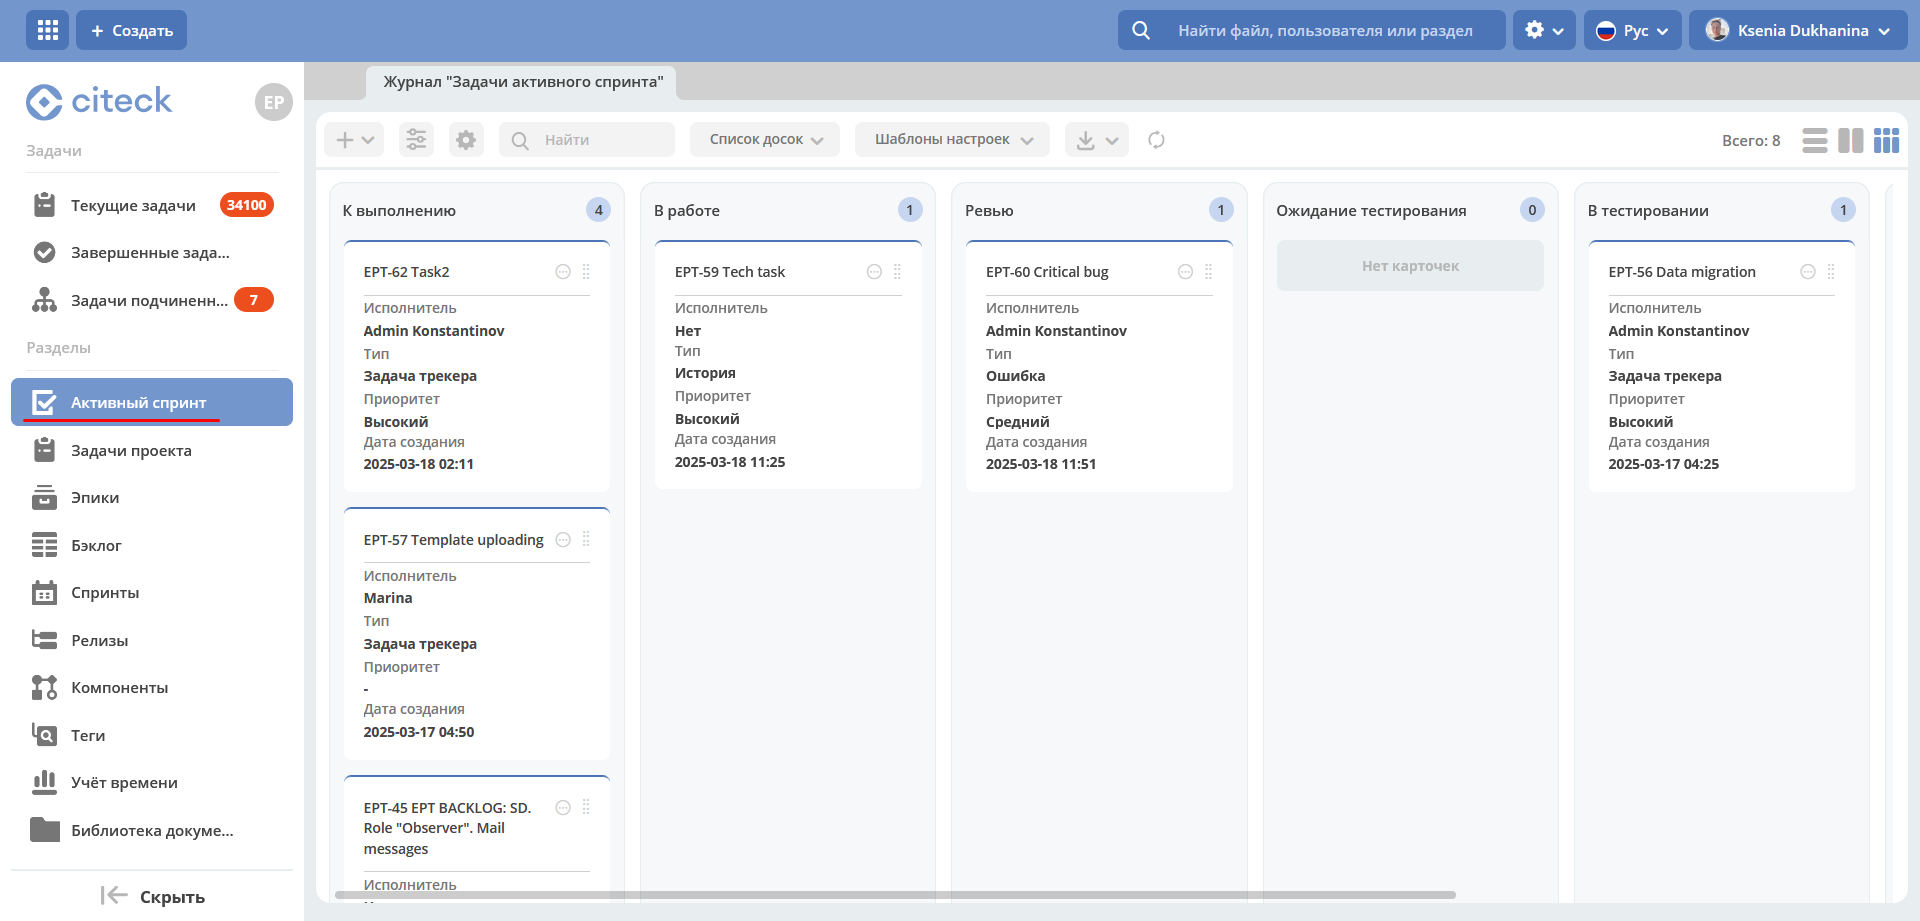 Создать
Найти файл, пользователя или раздел
Рус
Ksenia Dukhanina
citeck
EP
Журнал "Задачи активного спринта"
Задачи
Текущие задачи 34100
Завершенные зада...
Задачи подчиненн... 7
Разделы
Активный спринт
Задачи проекта
Эпики
Бэклог
Спринты
Релизы
Компоненты
Теги
Учёт времени
Библиотека докуме...
Скрыть
Найти
Список досок
Шаблоны настроек
Всего: 8
К выполнению 4
EPT-62 Task2
Исполнитель
Admin Konstantinov
Тип
Задача трекера
Приоритет
Высокий
Дата создания
2025-03-18 02:11
EPT-57 Template uploading
Исполнитель
Marina
Тип
Задача трекера
Приоритет
-
Дата создания
2025-03-17 04:50
EPT-45 EPT BACKLOG: SD.
Role "Observer". Mail
messages
Исполнитель
В работе 1
EPT-59 Tech task
Исполнитель
Нет
Тип
История
Приоритет
Высокий
Дата создания
2025-03-18 11:25
Ревью 1
EPT-60 Critical bug
Исполнитель
Admin Konstantinov
Тип
Ошибка
Приоритет
Средний
Дата создания
2025-03-18 11:51
Ожидание тестирования 0
Нет карточек
В тестировании 1
EPT-56 Data migration
Исполнитель
Admin Konstantinov
Тип
Задача трекера
Приоритет
Высокий
Дата создания
2025-03-17 04:25